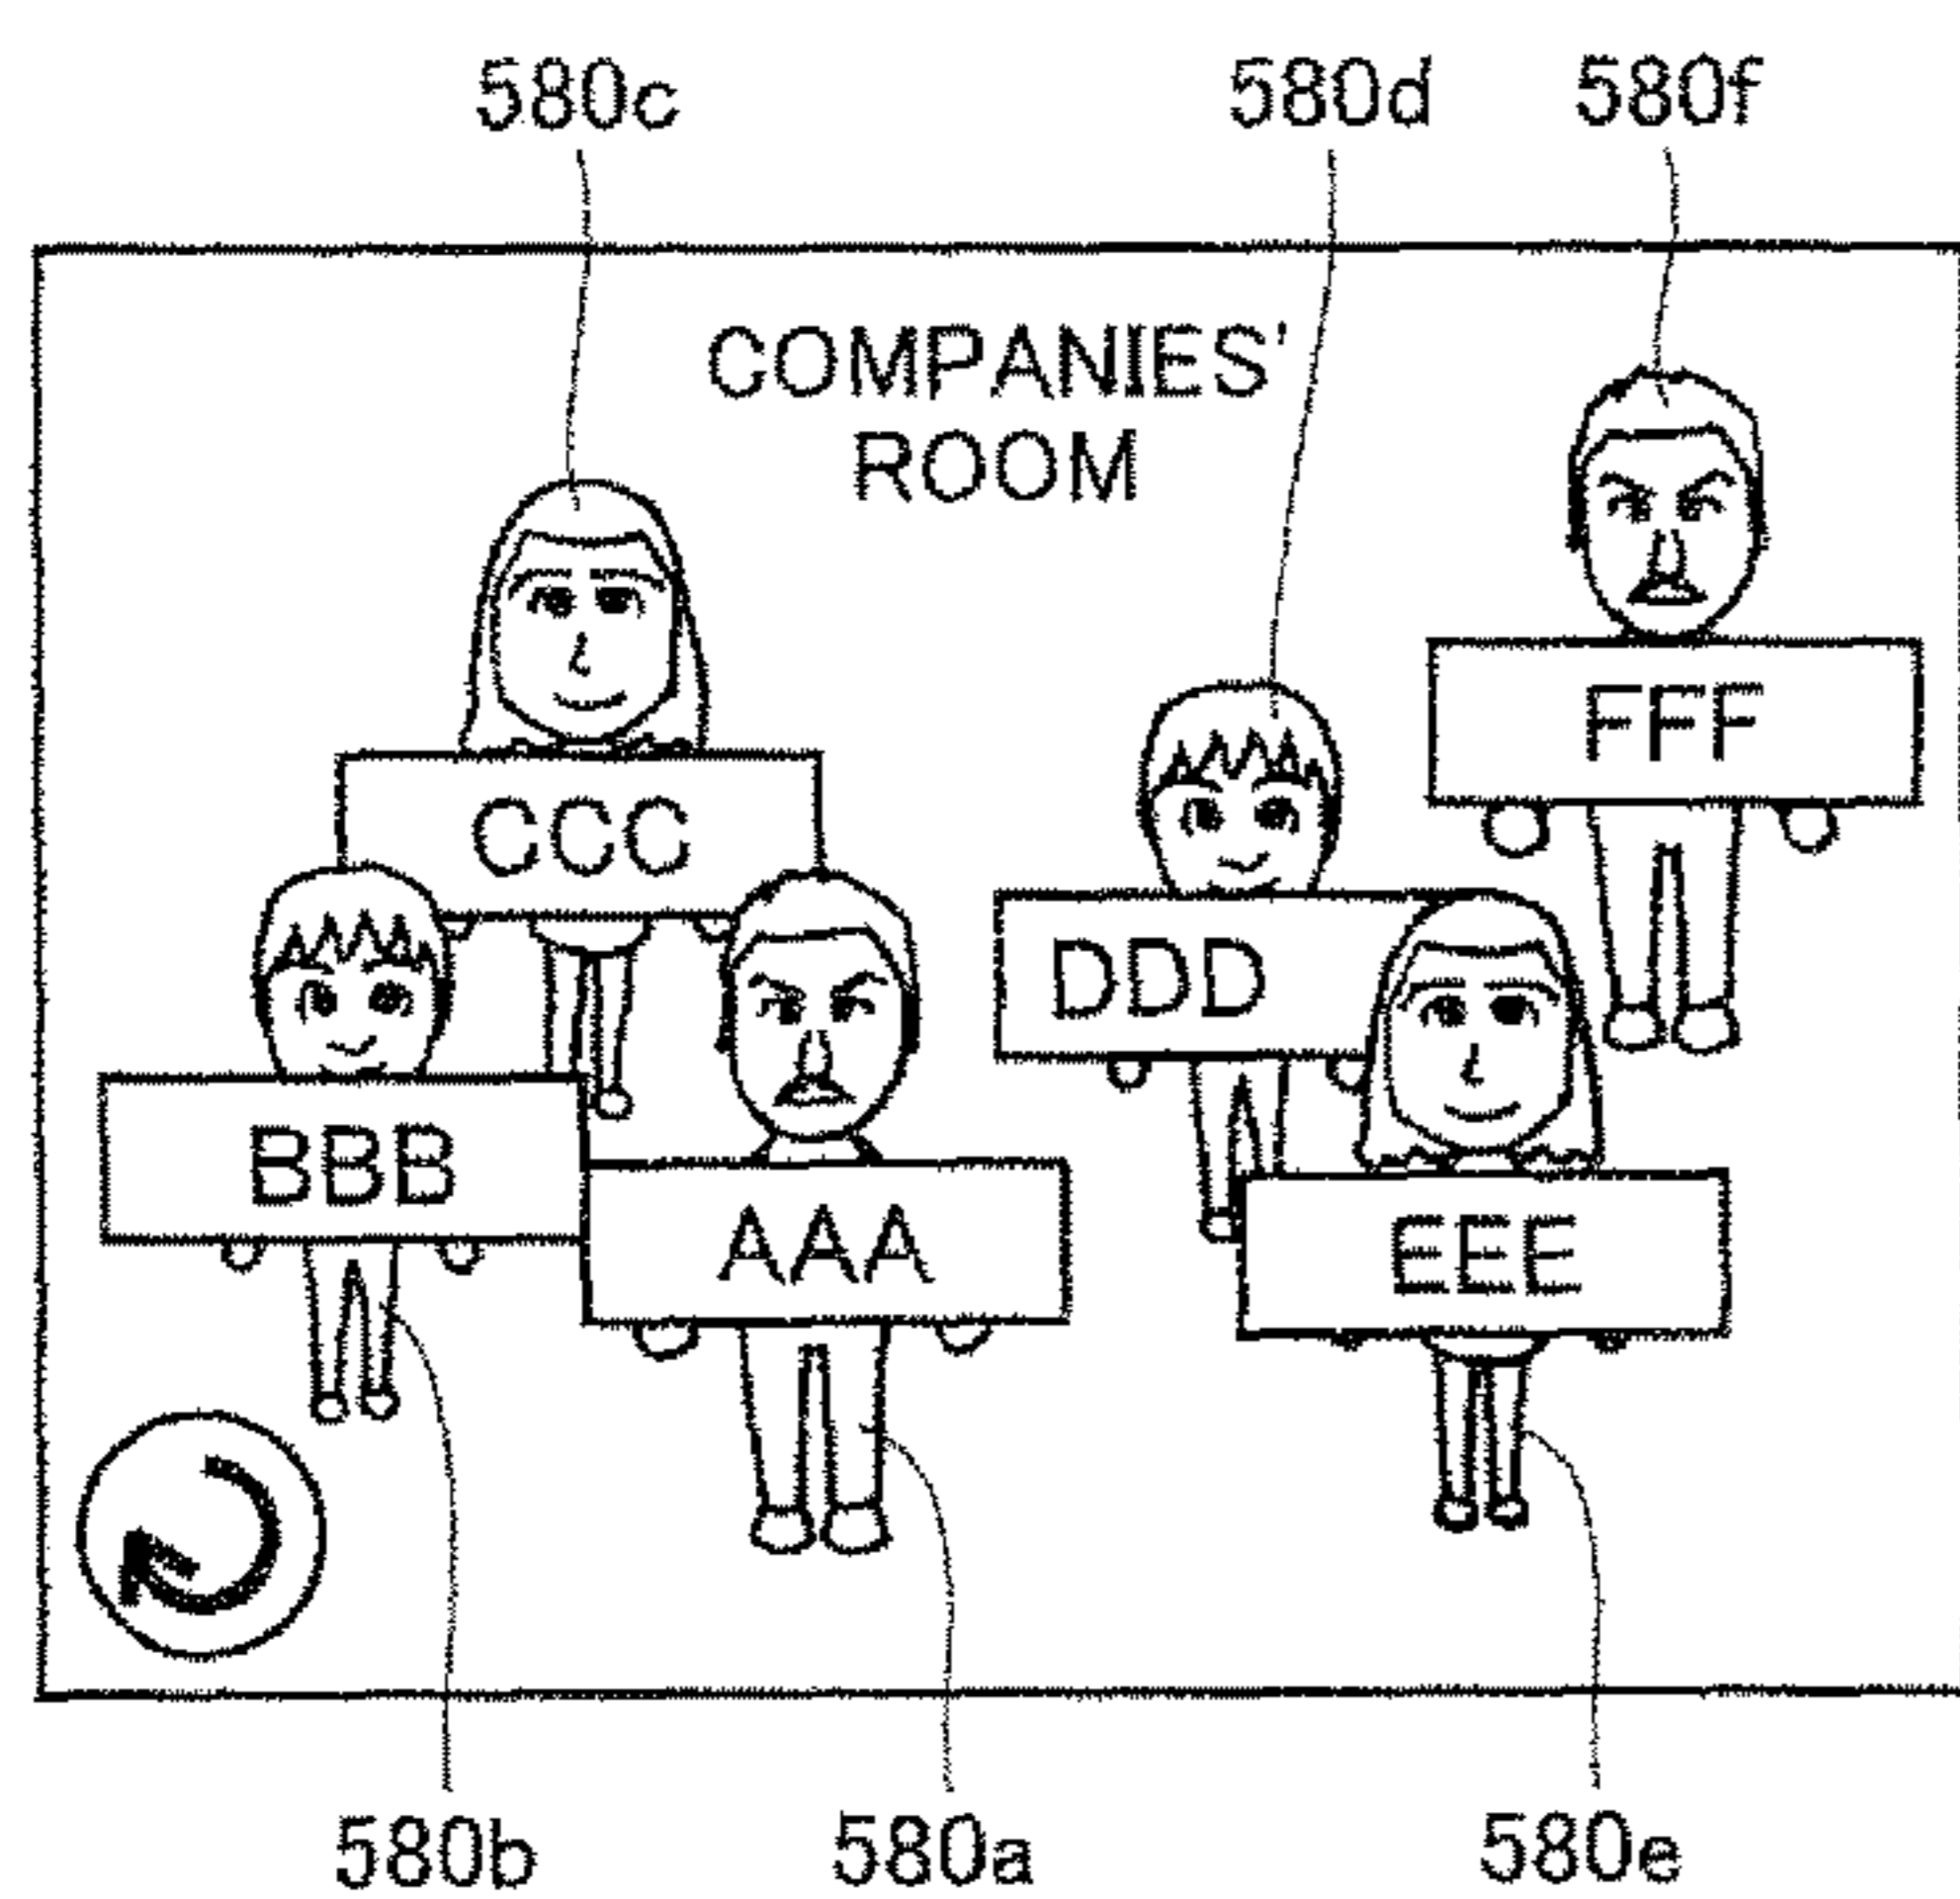 580c 580d 580f
COMPANIES'
ROOM
FFF
CCC
DDD
BBB
AAA
EEE
580b 580a 580e